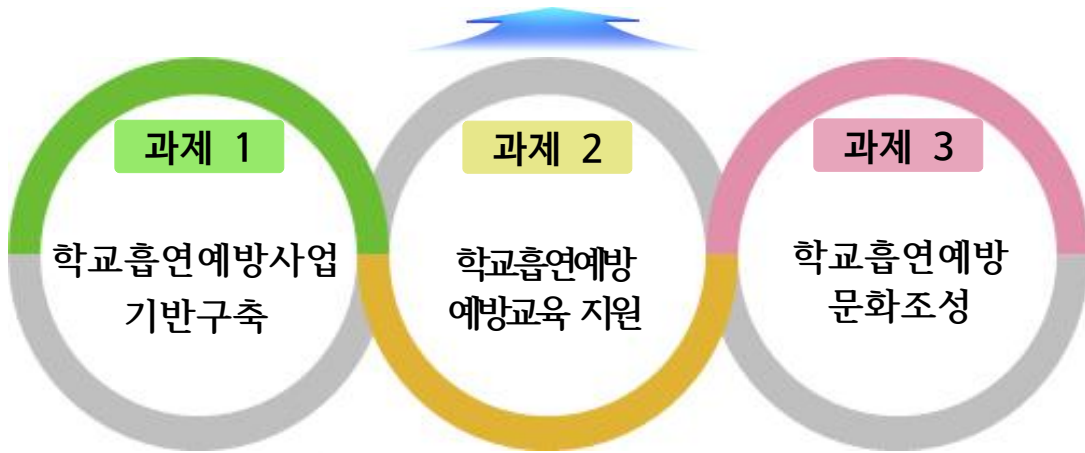 과제 1
학교흡연예방사업
기반구축
과제 2
학교흡연예방
예방교육 지원
과제 3
학교흡연예방
문화조성